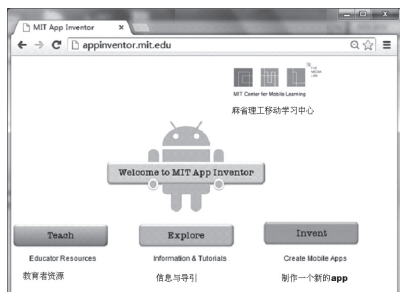 MIT App Inventor
appinventor.mit.edu
THE
MEDIA
LAB
MIT Center for Mobile Learning
麻省理工移动学习中心
Welcome to MIT App Inventor
Teach
Explore
Invent
Educator Resources
Information & Tutorials
Create Mobile Apps
教育者资源
信息与导引
制作一个新的app